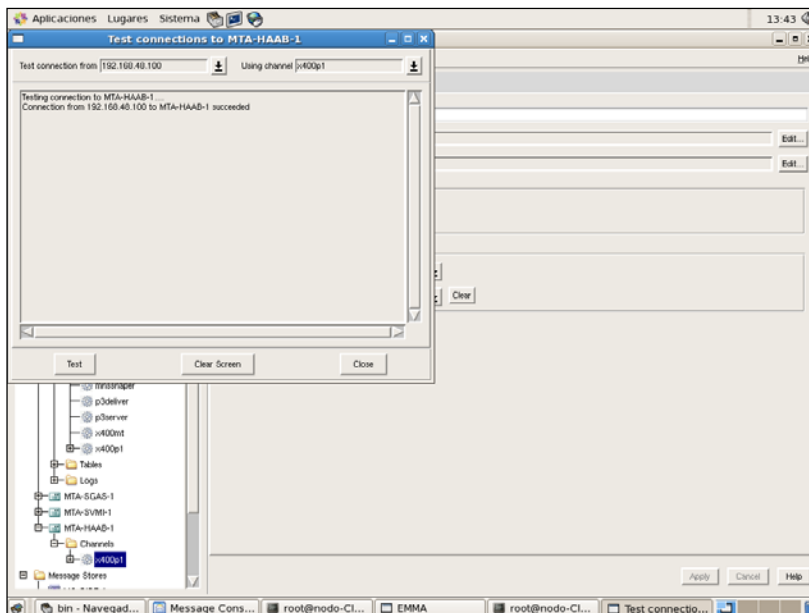 Aplicaciones Lugares Sistema 13:43
Test connections to MTA-HAAB-1
Test connection from 192.168.48.100 Using channel x400p1
Testing connection to MTA-HAAB-1...
Connection from 192.168.48.100 to MTA-HAAB-1 succeeded
Edit...
Edit...
Clear
Test Clear Screen Close
p3deliver
p3server
x400mt
x400p1
Tables
Logs
MTA-SGAS-1
MTA-SVMI-1
MTA-HAAB-1
Channels
x400p1
Message Stores
Apply Cancel Help
bin - Navegad... Message Cons... root@nodo-Cl... EMMA root@nodo-Cl... Test connectio...